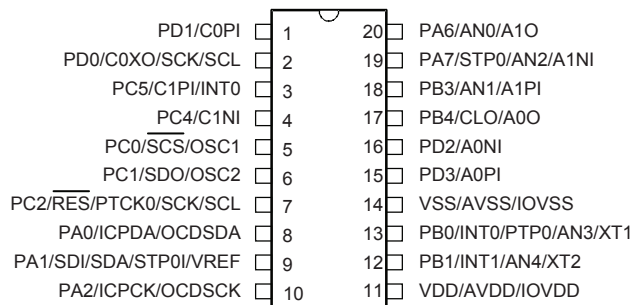 PD1/C0PI 1 20 PA6/AN0/A1O
PD0/C0XO/SCK/SCL 2 19 PA7/STP0/AN2/A1NI
PC5/C1PI/INT0 3 18 PB3/AN1/A1PI
PC4/C1NI 4 17 PB4/CLO/A0O
PC0/SCS/OSC1 5 16 PD2/A0NI
PC1/SDO/OSC2 6 15 PD3/A0PI
PC2/RES/PTCK0/SCK/SCL 7 14 VSS/AVSS/IOVSS
PA0/ICPDA/OCDSDA 8 13 PB0/INT0/PTP0/AN3/XT1
PA1/SDI/SDA/STP0I/VREF 9 12 PB1/INT1/AN4/XT2
PA2/ICPCK/OCDSCK 10 11 VDD/AVDD/IOVDD